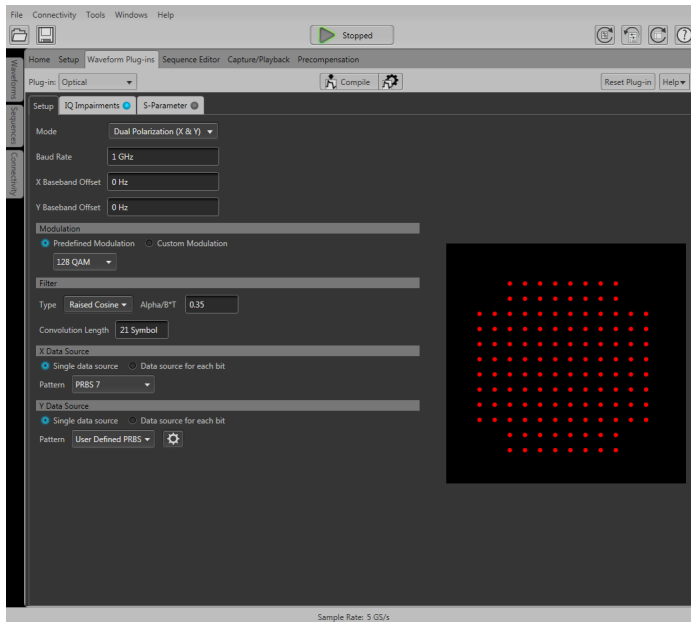 File Connectivity Tools Windows Help
Stopped
Home Setup Waveform Plug-ins Sequence Editor Capture/Playback Precompensation
Plug-in: Optical Compile Reset Plug-in Help
Waveforms
Sequences
Connectivity
Setup IQ Impairments S-Parameter
Mode Dual Polarization (X & Y)
Baud Rate 1 GHz
X Baseband Offset 0 Hz
Y Baseband Offset 0 Hz
Modulation
Predefined Modulation Custom Modulation
128 QAM
Filter
Type Raised Cosine Alpha/B*T 0.35
Convolution Length 21 Symbol
X Data Source
Single data source Data source for each bit
Pattern PRBS 7
Y Data Source
Single data source Data source for each bit
Pattern User Defined PRBS
Sample Rate: 5 GS/s